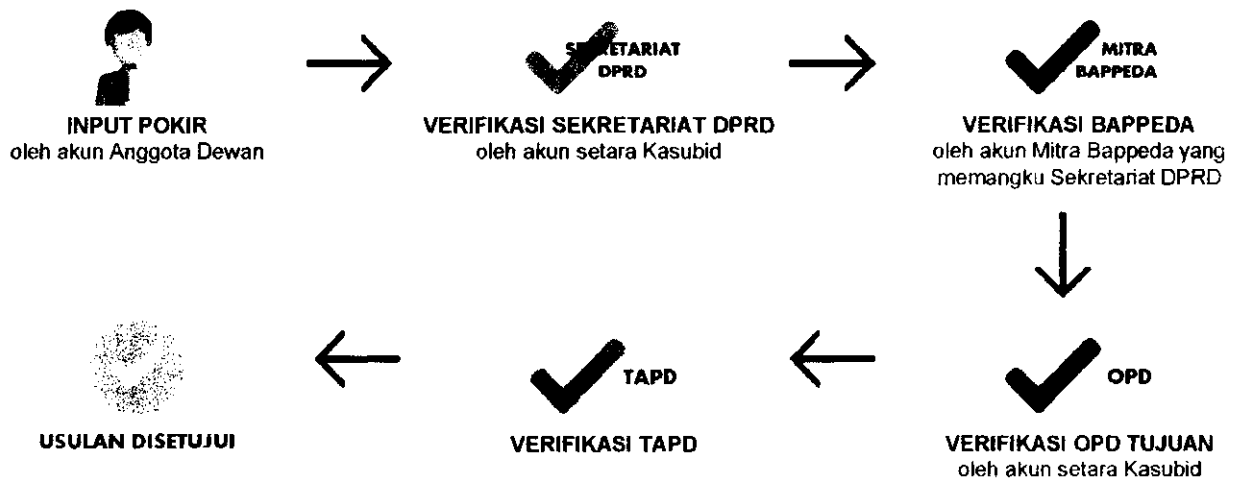 SEKRETARIAT
DPRD
MITRA
BAPPEDA
INPUT POKIR
oleh akun Anggota Dewan
VERIFIKASI SEKRETARIAT DPRD
oleh akun setara Kasubid
VERIFIKASI BAPPEDA
oleh akun Mitra Bappeda yang
memangku Sekretariat DPRD
TAPD
OPD
USULAN DISETUJUI
VERIFIKASI TAPD
VERIFIKASI OPD TUJUAN
oleh akun setara Kasubid